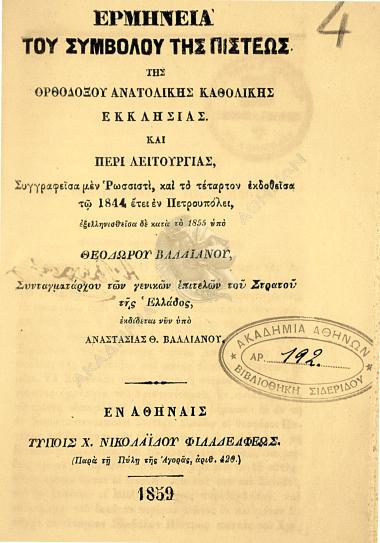 4
ΕΡΜΗΝΕΙΑ
ΤΟΥ ΣΥΜΒΟΛΟΥ ΤΗΣ ΠΙΣΤΕΩΣ
ΤΗΣ
ΟΡΘΟΔΟΞΟΥ ΑΝΑΤΟΛΙΚΗΣ ΚΑΘΟΛΙΚΗΣ
ΕΚΚΛΗΣΙΑΣ.
ΚΑΙ
ΠΕΡΙ ΛΕΙΤΟΥΡΓΙΑΣ,
Συγγραφεῖσα μὲν Ῥωσσιστὶ, καὶ τὸ τέταρτον ἐκδοθεῖσα
τῷ 1844 ἔτει ἐν Πετρουπόλει,
ἐξελληνισθεῖσα δὲ κατὰ τὸ 1855 ὑπὸ
ΘΕΟΔΩΡΟΥ ΒΑΛΛΙΑΝΟΥ,
Συνταγματάρχου τῶν γενικῶν ἐπιτελῶν τοῦ Στρατοῦ
τῆς Ἑλλάδος,
ἐκδίδεται νῦν ὑπὸ
ΑΝΑΣΤΑΣΙΑΣ Θ. ΒΑΛΛΙΑΝΟΥ.
ΑΚΑΔΗΜΙΑ ΑΘΗΝΩΝ
ΑΡ. 192.
ΒΙΒΛΙΟΘΗΚΗ ΣΙΔΕΡΙΔΟΥ
ΕΝ ΑΘΗΝΑΙΣ
ΤΥΠΟΙΣ Χ. ΝΙΚΟΛΑΪΔΟΥ ΦΙΛΑΔΕΛΦΕΩΣ.
(Παρὰ τῇ Πύλῃ τῆς Ἀγορᾶς, ἀριθ. 420.)
1859